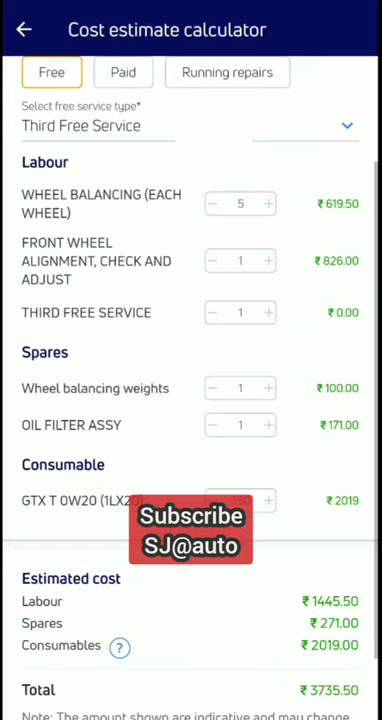 Cost estimate calculator
Free
Paid
Running repairs
Select free service type*
Third Free Service
Labour
WHEEL BALANCING (EACH
WHEEL)
5
₹ 619.50
FRONT WHEEL
ALIGNMENT, CHECK AND
ADJUST
1
₹ 826.00
THIRD FREE SERVICE
1
₹ 0.00
Spares
Wheel balancing weights
1
₹ 100.00
OIL FILTER ASSY
1
₹ 171.00
Consumable
GTX T 0W20 (1LX20)
₹ 2019
Subscribe
SJ@auto
Estimated cost
Labour
₹ 1445.50
Spares
₹ 271.00
Consumables ?
₹ 2019.00
Total
₹ 3735.50
Note: The amount shown are indicative and may change